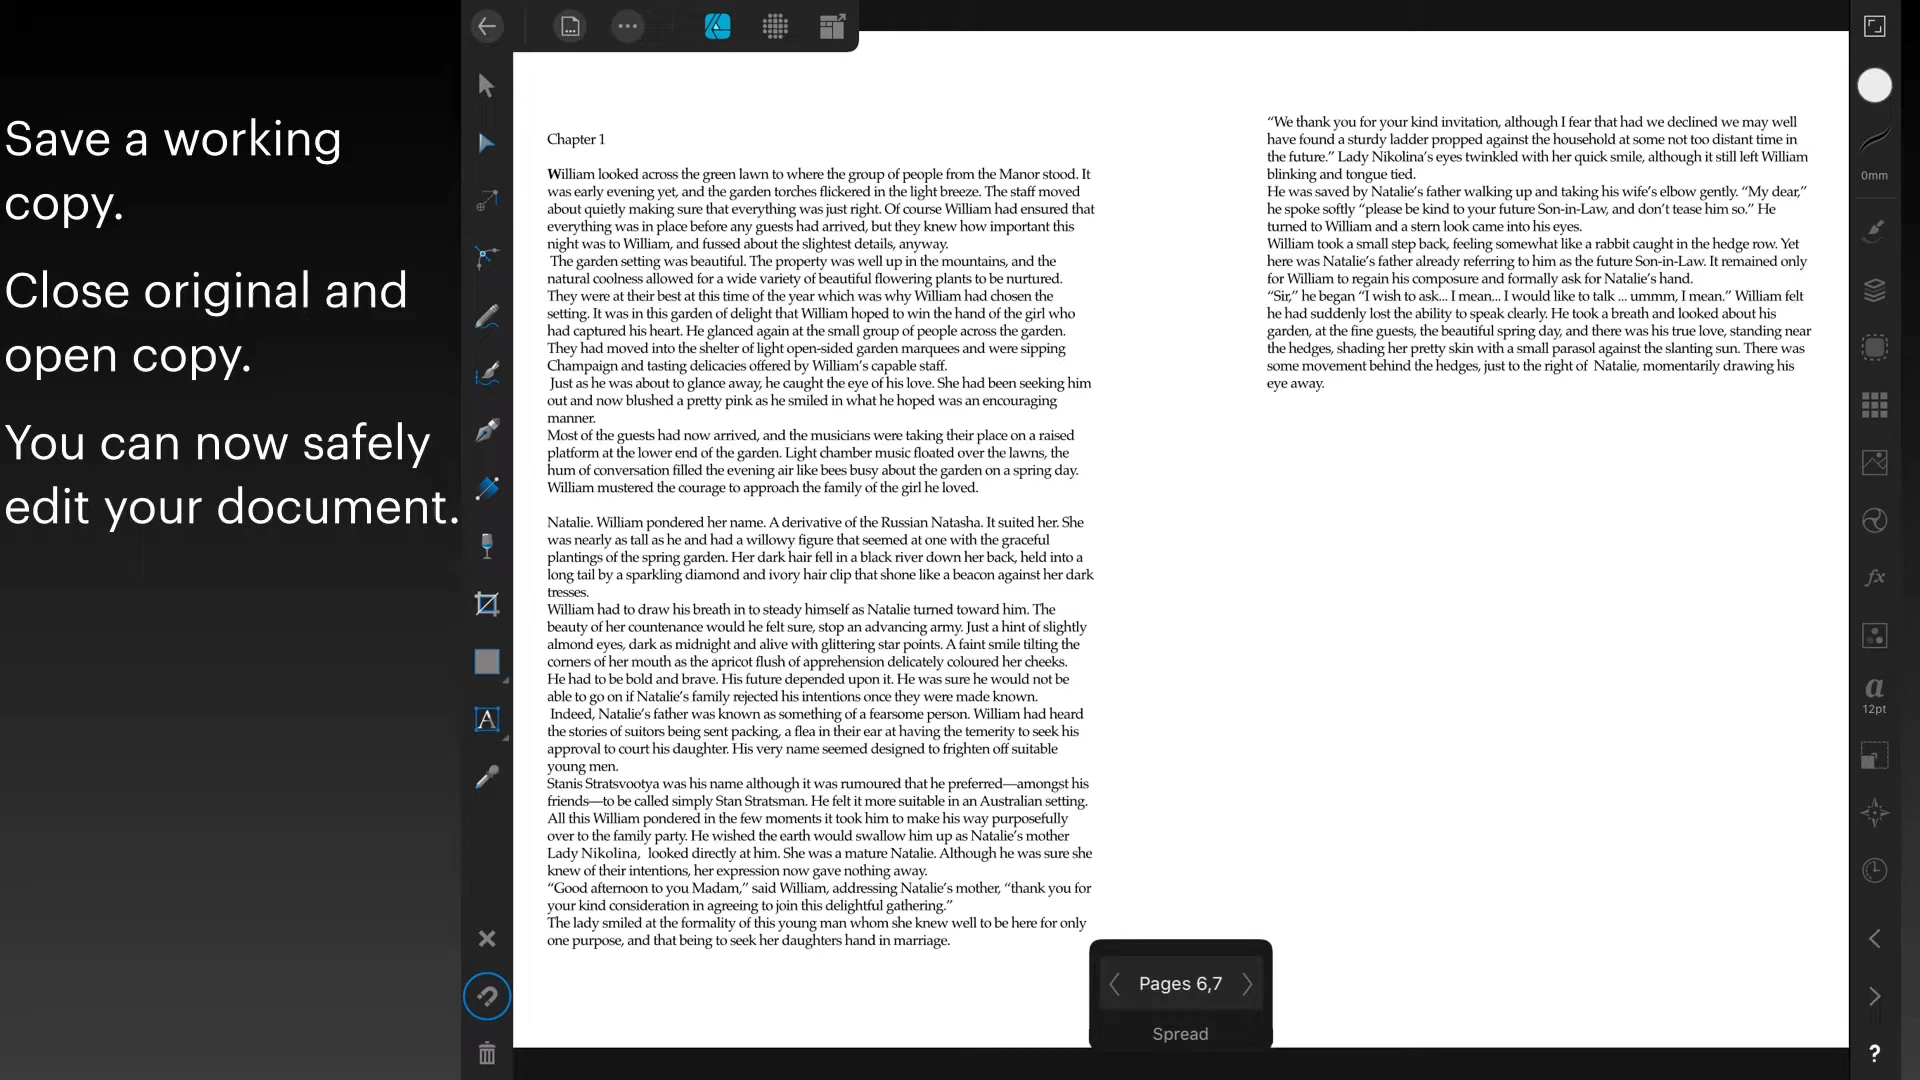 Save a working
copy.
Close original and
open copy.
You can now safely
edit your document.
Chapter 1
William looked across the green lawn to where the group of people from the Manor stood. It
was early evening yet, and the garden torches flickered in the light breeze. The staff moved
about quietly making sure that everything was just right. Of course William had ensured that
everything was in place before any guests had arrived, but they knew how important this
night was to William, and fussed about the slightest details, anyway.
The garden setting was beautiful. The property was well up in the mountains, and the
natural coolness allowed for a wide variety of beautiful flowering plants to be nurtured.
They were at their best at this time of the year which was why William had chosen the
setting. It was in this garden of delight that William hoped to win the hand of the girl who
had captured his heart. He glanced again at the small group of people across the garden.
They had moved into the shelter of light open-sided garden marquees and were sipping
Champaign and tasting delicacies offered by William’s capable staff.
Just as he was about to glance away, he caught the eye of his love. She had been seeking him
out and now blushed a pretty pink as he smiled in what he hoped was an encouraging
manner.
Most of the guests had now arrived, and the musicians were taking their place on a raised
platform at the lower end of the garden. Light chamber music floated over the lawns, the
hum of conversation filled the evening air like bees busy about the garden on a spring day.
William mustered the courage to approach the family of the girl he loved.
Natalie. William pondered her name. A derivative of the Russian Natasha. It suited her. She
was nearly as tall as he and had a willowy figure that seemed at one with the graceful
plantings of the spring garden. Her dark hair fell in a black river down her back, held into a
long tail by a sparkling diamond and ivory hair clip that shone like a beacon against her dark
tresses.
William had to draw his breath in to steady himself as Natalie turned toward him. The
beauty of her countenance would he felt sure, stop an advancing army. Just a hint of slightly
almond eyes, dark as midnight and alive with glittering star points. A faint smile tilting the
corners of her mouth as the apricot flush of apprehension delicately coloured her cheeks.
He had to be bold and brave. His future depended upon it. He was sure he would not be
able to go on if Natalie’s family rejected his intentions once they were made known.
Indeed, Natalie’s father was known as something of a fearsome person. William had heard
the stories of suitors being sent packing, a flea in their ear at having the temerity to seek his
approval to court his daughter. His very name seemed designed to frighten off suitable
young men.
Stanis Stratsvootya was his name although it was rumoured that he preferred—amongst his
friends—to be called simply Stan Stratsman. He felt it more suitable in an Australian setting.
All this William pondered in the few moments it took him to make his way purposefully
over to the family party. He wished the earth would swallow him up as Natalie’s mother
Lady Nikolina, looked directly at him. She was a mature Natalie. Although he was sure she
knew of their intentions, her expression now gave nothing away.
“Good afternoon to you Madam,” said William, addressing Natalie’s mother, “thank you for
your kind consideration in agreeing to join this delightful gathering.”
The lady smiled at the formality of this young man whom she knew well to be here for only
one purpose, and that being to seek her daughters hand in marriage.
“We thank you for your kind invitation, although I fear that had we declined we may well
have found a sturdy ladder propped against the household at some not too distant time in
the future.” Lady Nikolina’s eyes twinkled with her quick smile, although it still left William
blinking and tongue tied.
He was saved by Natalie’s father walking up and taking his wife’s elbow gently. “My dear,”
he spoke softly “please be kind to your future Son-in-Law, and don’t tease him so.” He
turned to William and a stern look came into his eyes.
William took a small step back, feeling somewhat like a rabbit caught in the hedge row. Yet
here was Natalie’s father already referring to him as the future Son-in-Law. It remained only
for William to regain his composure and formally ask for Natalie’s hand.
“Sir,” he began “I wish to ask... I mean... I would like to talk ... ummm, I mean.” William felt
he had suddenly lost the ability to speak clearly. He took a breath and looked about his
garden, at the fine guests, the beautiful spring day, and there was his true love, standing near
the hedges, shading her pretty skin with a small parasol against the slanting sun. There was
some movement behind the hedges, just to the right of Natalie, momentarily drawing his
eye away.
Pages 6,7
Spread
0mm
fx
a
12pt
?
A